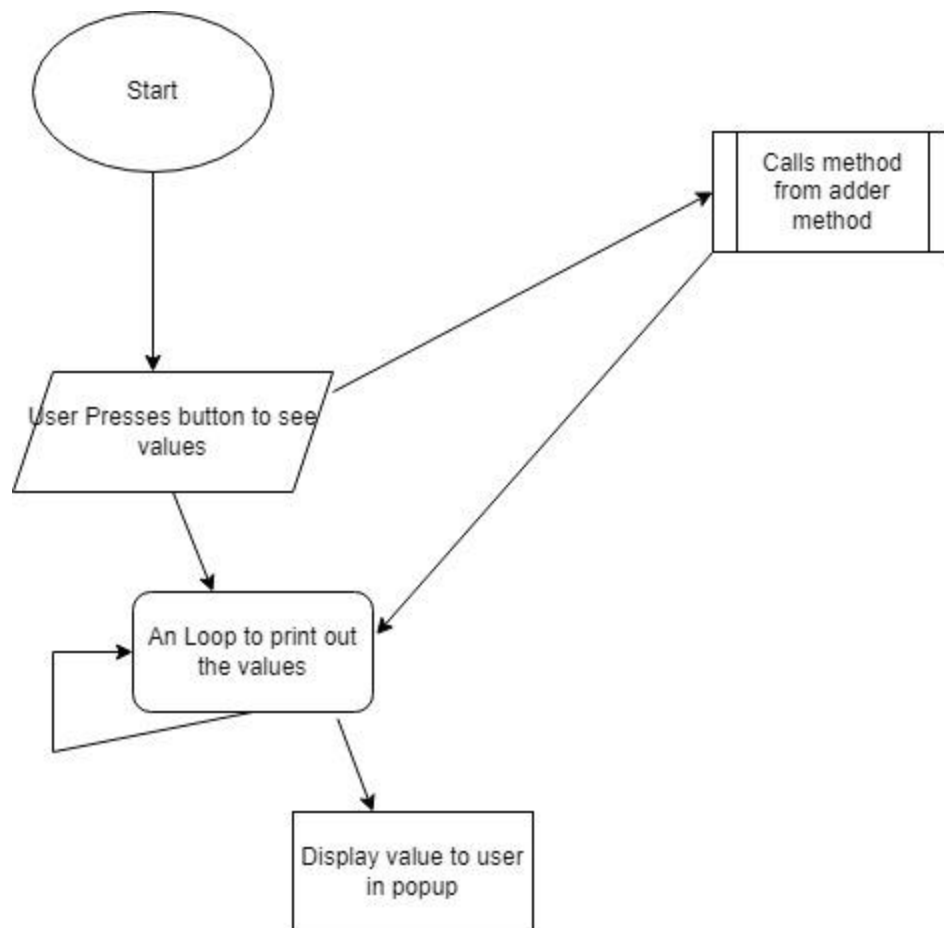 Start
Calls method
from adder
method
User Presses button to see
values
An Loop to print out
the values
Display value to user
in popup